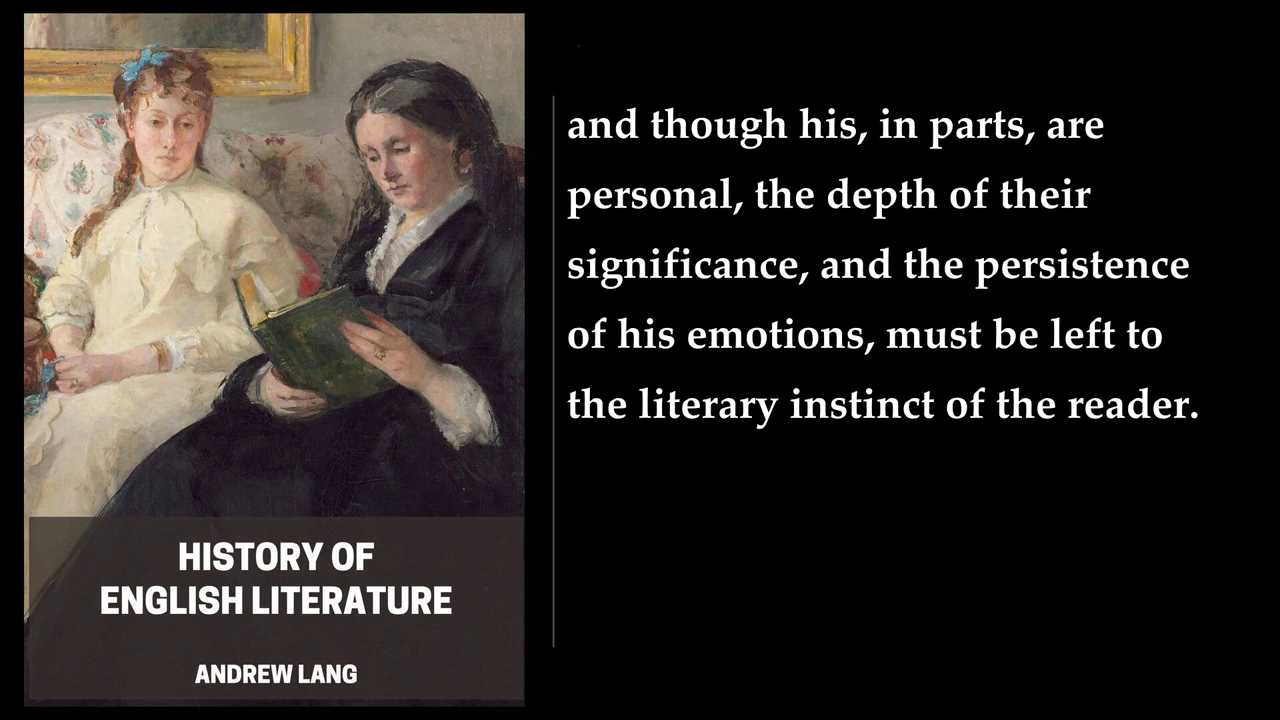 HISTORY OF
ENGLISH LITERATURE
ANDREW LANG
and though his, in parts, are
personal, the depth of their
significance, and the persistence
of his emotions, must be left to
the literary instinct of the reader.